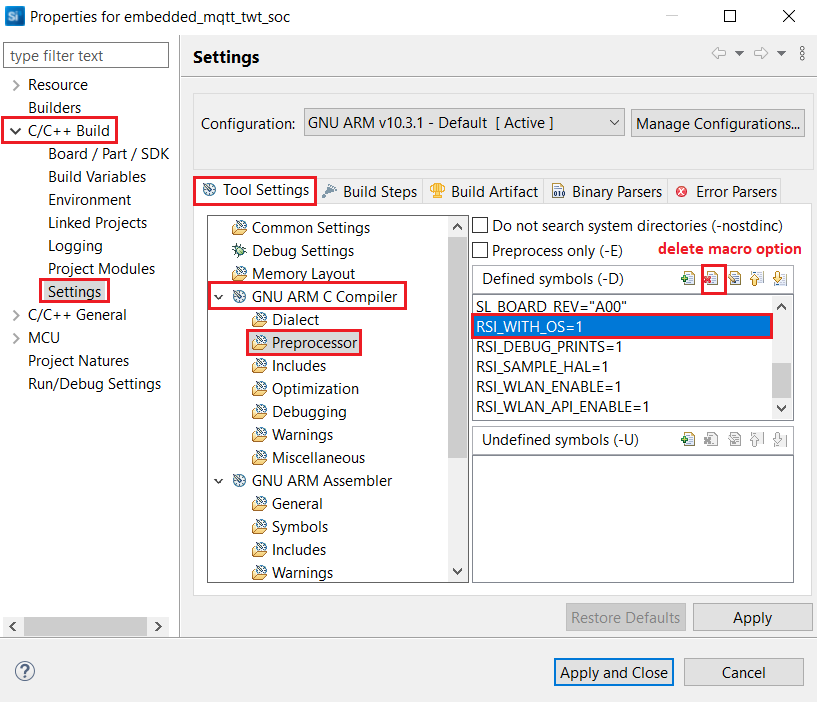 Si Properties for embedded_mqtt_twt_soc
type filter text
Resource
Builders
C/C++ Build
Board / Part / SDK
Build Variables
Environment
Linked Projects
Logging
Project Modules
Settings
C/C++ General
MCU
Project Natures
Run/Debug Settings
Settings
Configuration: GNU ARM v10.3.1 - Default [ Active ] Manage Configurations...
Tool Settings Build Steps Build Artifact Binary Parsers Error Parsers
Common Settings
Debug Settings
Memory Layout
GNU ARM C Compiler
Dialect
Preprocessor
Includes
Optimization
Debugging
Warnings
Miscellaneous
GNU ARM Assembler
General
Symbols
Includes
Warnings
Do not search system directories (-nostdinc)
Preprocess only (-E) delete macro option
Defined symbols (-D)
SL_BOARD_REV="A00"
RSI_WITH_OS=1
RSI_DEBUG_PRINTS=1
RSI_SAMPLE_HAL=1
RSI_WLAN_ENABLE=1
RSI_WLAN_API_ENABLE=1
Undefined symbols (-U)
Restore Defaults Apply
? Apply and Close Cancel